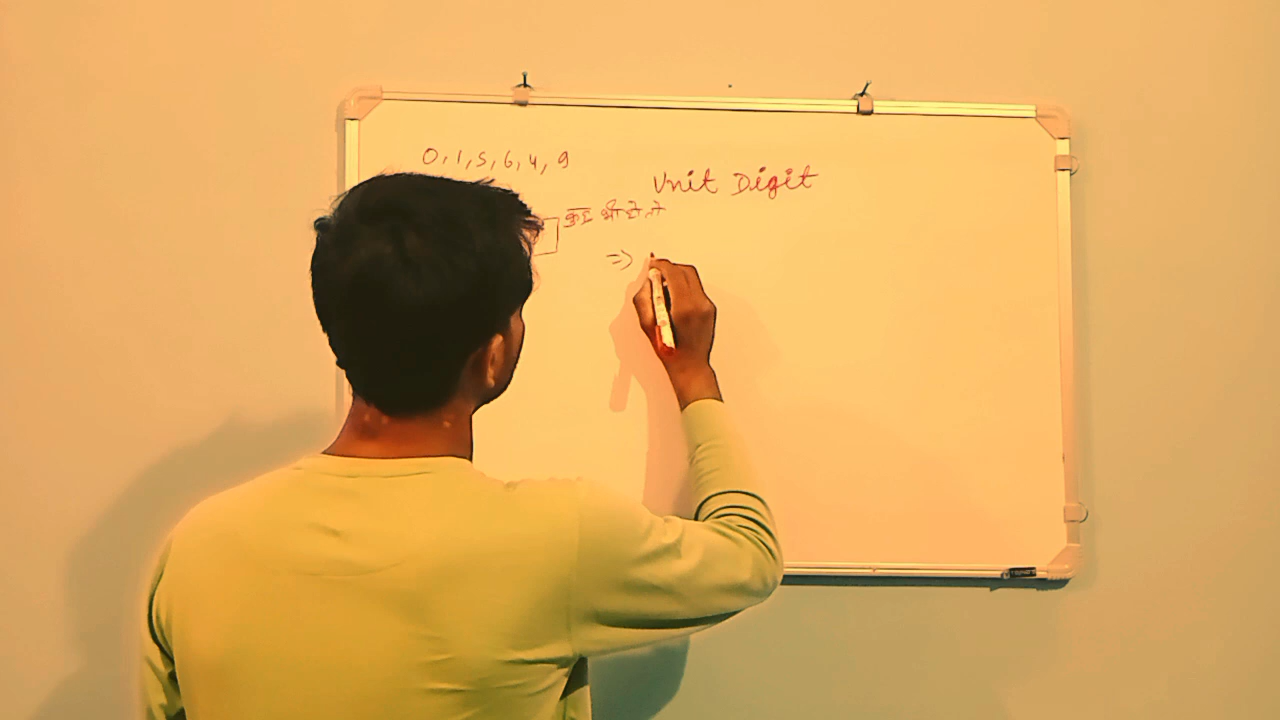 0, 1, 5, 6, 4, 9
Unit Digit
कुछ भी हो तो
=>